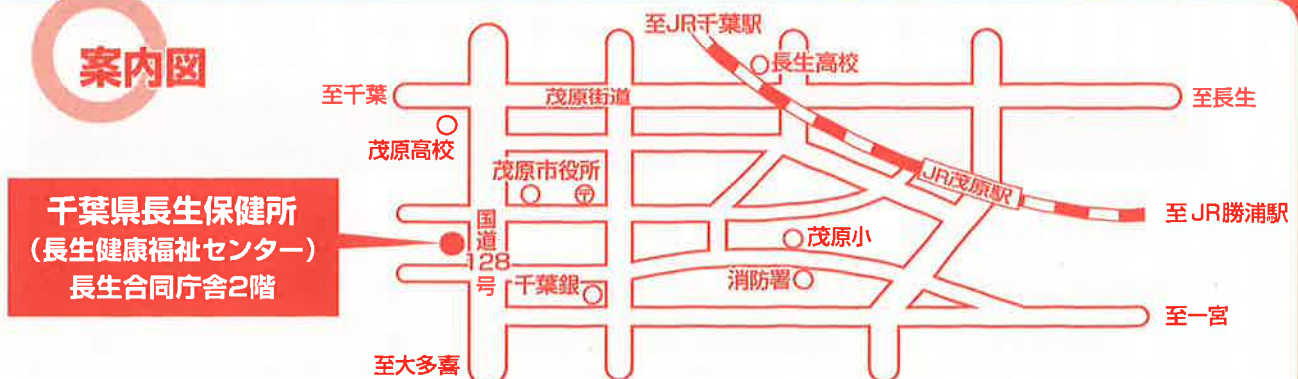 案内図
至JR千葉駅
長生高校
至千葉
茂原街道
至長生
茂原高校
茂原市役所
〒
JR茂原駅
千葉県長生保健所
(長生健康福祉センター)
長生合同庁舎2階
国道128号
茂原小
至JR勝浦駅
千葉銀
消防署
至一宮
至大多喜